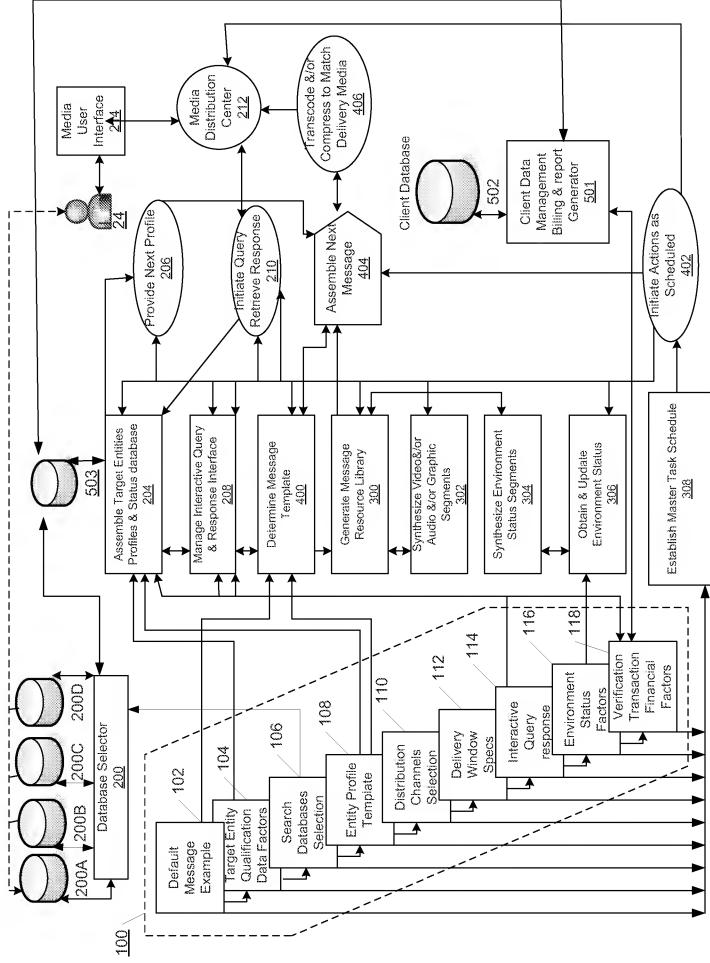 200A
200B
200C
200D
Database Selector
200
503
24
Media
User
Interface
Media
Distribution
Center
212
Provide Next Profile
206
Initiate Query
Retrieve Response
210
Transcode &/or
Compress to Match
Delivery Media
406
Assemble Next
Message
404
Client Database
502
Client Data
Management
Billing & report
Generator
501
Initiate Actions as
Scheduled
402
Assemble Target Entities
Profiles & Status database
204
Manage Interactive Query
& Response Interface
208
Determine Message
Template
400
Generate Message
Resource Library
300
Synthesize Video&/or
Audio &/or Graphic
Segments
302
Synthesize Environment
Status Segments
304
Obtain & Update
Environment Status
306
Establish Master Task Schedule
308
100
102
Default
Message
Example
104
Target Entity
Qualification
Data Factors
106
Search
Databases
Selection
108
Entity Profile
Template
110
Distribution
Channels
Selection
112
Delivery
Window
Specs
114
Interactive
Query
response
116
Environment
Status
Factors
118
Verification
Transaction
Financial
Factors